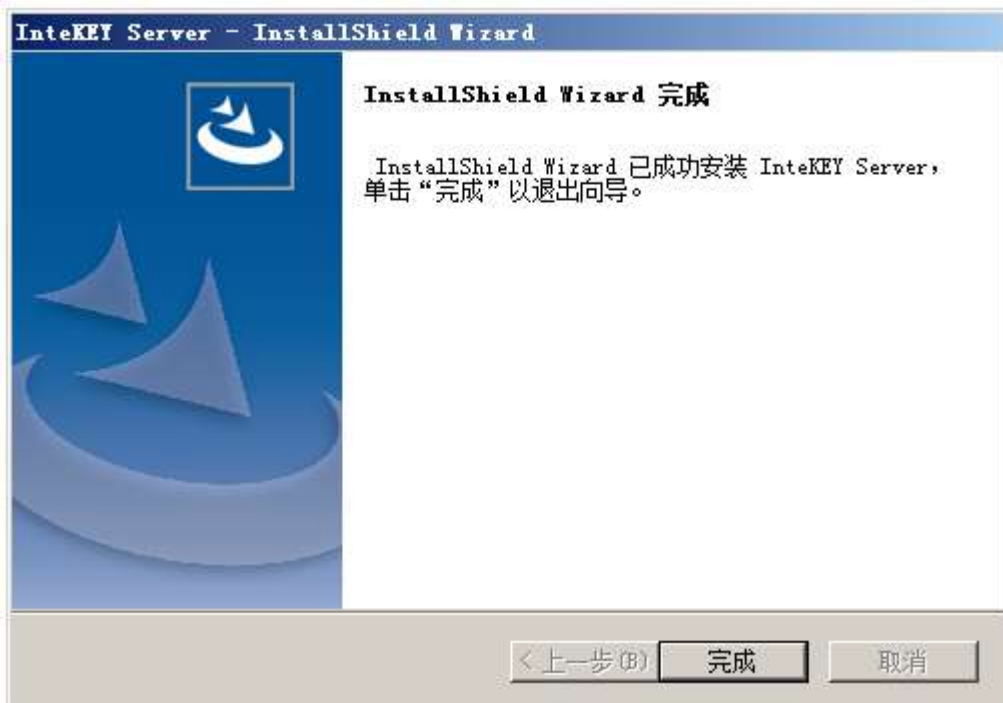 InteKEY Server - InstallShield Wizard
InstallShield Wizard 完成
InstallShield Wizard 已成功安装 InteKEY Server，
单击“完成”以退出向导。
< 上一步(B)
完成
取消